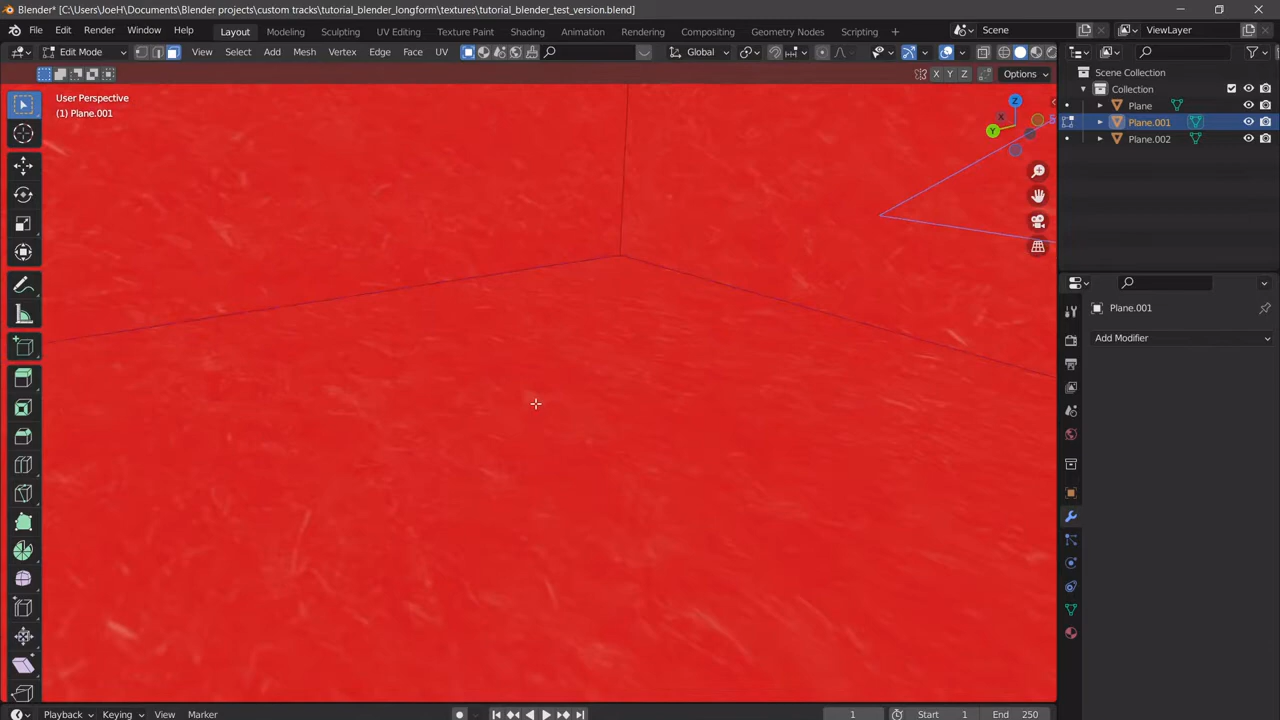 Blender* [C:\Users\JoeH\Documents\Blender projects\custom tracks\tutorial_blender_longform\textures\tutorial_blender_test_version.blend]
File Edit Render Window Help Layout Modeling Sculpting UV Editing Texture Paint Shading Animation Rendering Compositing Geometry Nodes Scripting + Scene ViewLayer
Edit Mode View Select Add Mesh Vertex Edge Face UV Global
X Y Z Options
Scene Collection
Collection
Plane
Plane.001
Plane.002
User Perspective
(1) Plane.001
Z
X
Y
Plane.001
Add Modifier
Playback Keying View Marker 1 Start 1 End 250